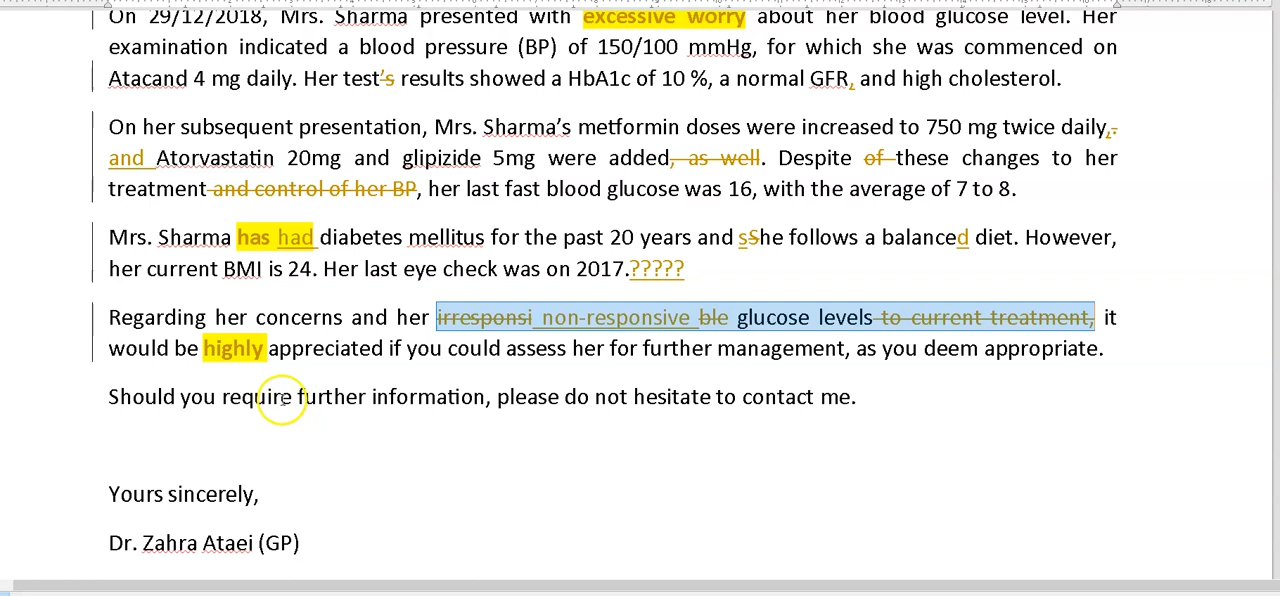 On 29/12/2018, Mrs. Sharma presented with excessive worry about her blood glucose level. Her
examination indicated a blood pressure (BP) of 150/100 mmHg, for which she was commenced on
Atacand 4 mg daily. Her test's results showed a HbA1c of 10 %, a normal GFR, and high cholesterol.
On her subsequent presentation, Mrs. Sharma's metformin doses were increased to 750 mg twice daily,.
and Atorvastatin 20mg and glipizide 5mg were added, as well. Despite of these changes to her
treatment and control of her BP, her last fast blood glucose was 16, with the average of 7 to 8.
Mrs. Sharma has had diabetes mellitus for the past 20 years and sShe follows a balanced diet. However,
her current BMI is 24. Her last eye check was on 2017.?????
Regarding her concerns and her irresponsi non-responsive ble glucose levels to current treatment, it
would be highly appreciated if you could assess her for further management, as you deem appropriate.
Should you require further information, please do not hesitate to contact me.
Yours sincerely,
Dr. Zahra Ataei (GP)